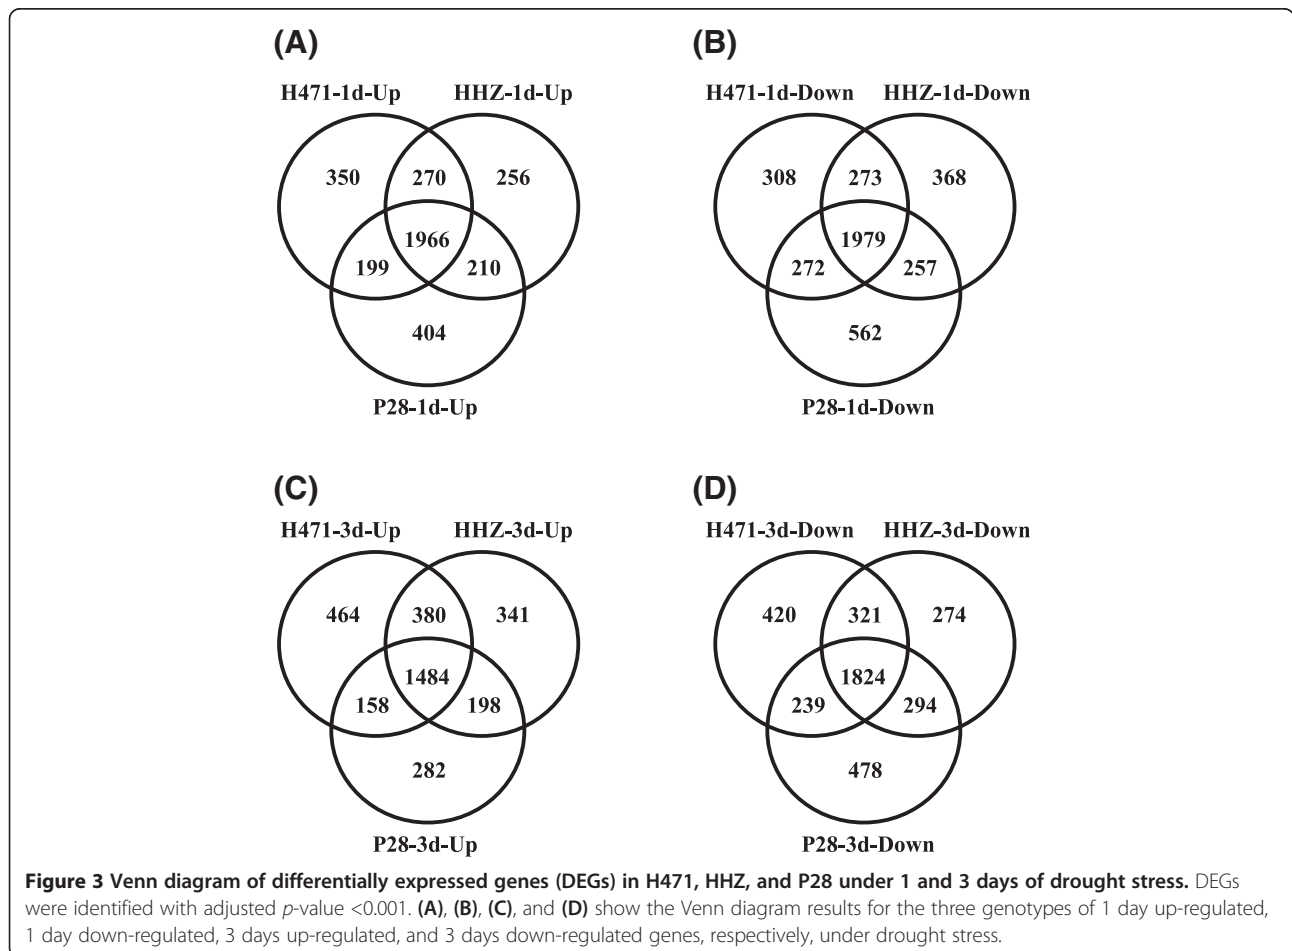 (A)
H471-1d-Up HHZ-1d-Up
350 270 256
1966
199 210
404
P28-1d-Up
(B)
H471-1d-Down HHZ-1d-Down
308 273 368
1979
272 257
562
P28-1d-Down
(C)
H471-3d-Up HHZ-3d-Up
464 380 341
1484
158 198
282
P28-3d-Up
(D)
H471-3d-Down HHZ-3d-Down
420 321 274
1824
239 294
478
P28-3d-Down
Figure 3 Venn diagram of differentially expressed genes (DEGs) in H471, HHZ, and P28 under 1 and 3 days of drought stress. DEGs
were identified with adjusted p-value <0.001. (A), (B), (C), and (D) show the Venn diagram results for the three genotypes of 1 day up-regulated,
1 day down-regulated, 3 days up-regulated, and 3 days down-regulated genes, respectively, under drought stress.